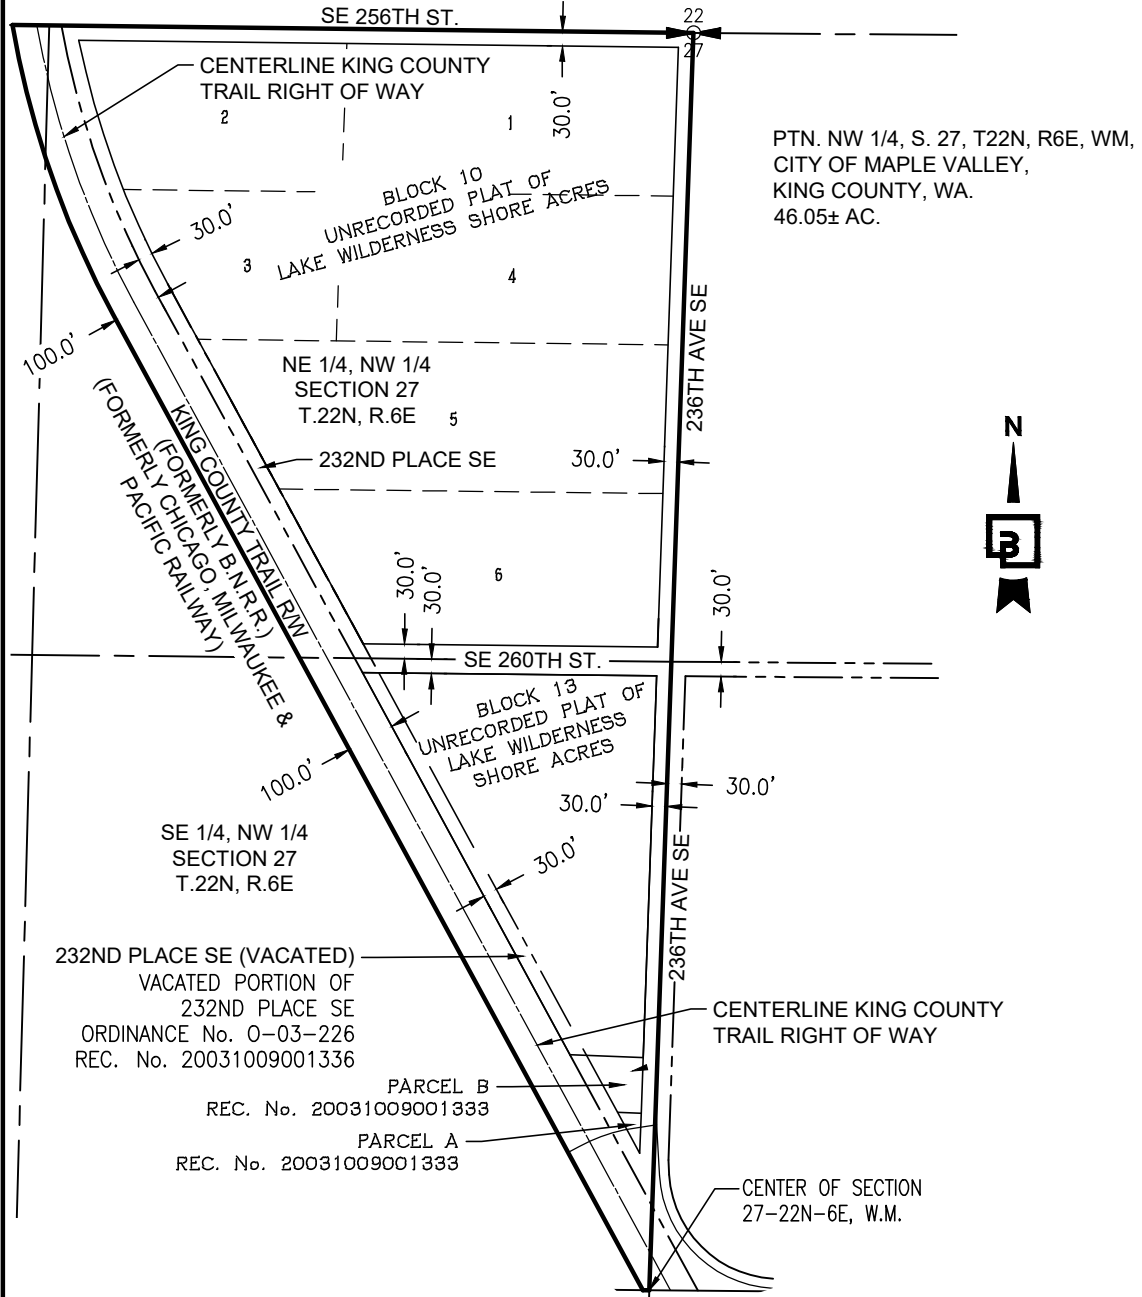 SE 256TH ST.
22
27
CENTERLINE KING COUNTY
TRAIL RIGHT OF WAY
30.0'
2
1
PTN. NW 1/4, S. 27, T22N, R6E, WM,
CITY OF MAPLE VALLEY,
KING COUNTY, WA.
46.05± AC.
BLOCK 10
UNRECORDED PLAT OF
LAKE WILDERNESS SHORE ACRES
30.0'
3
4
100.0'
236TH AVE SE
NE 1/4, NW 1/4
SECTION 27
T.22N, R.6E
5
232ND PLACE SE
30.0'
KING COUNTY TRAIL R/W
(FORMERLY B.N.R.R.)
(FORMERLY CHICAGO, MILWAUKEE &
PACIFIC RAILWAY)
N
B
30.0'
30.0'
6
30.0'
SE 260TH ST.
BLOCK 13
UNRECORDED PLAT OF
LAKE WILDERNESS
SHORE ACRES
100.0'
30.0'
30.0'
SE 1/4, NW 1/4
SECTION 27
T.22N, R.6E
30.0'
236TH AVE SE
232ND PLACE SE (VACATED)
VACATED PORTION OF
232ND PLACE SE
ORDINANCE No. O-03-226
REC. No. 20031009001336
CENTERLINE KING COUNTY
TRAIL RIGHT OF WAY
PARCEL B
REC. No. 20031009001333
PARCEL A
REC. No. 20031009001333
CENTER OF SECTION
27-22N-6E, W.M.